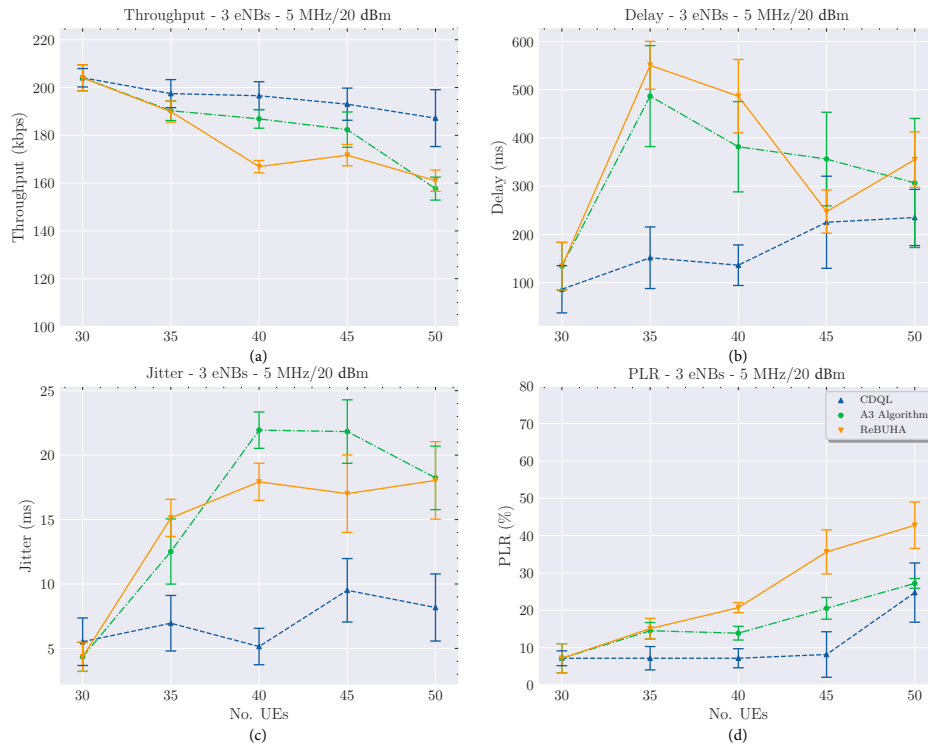 Throughput - 3 eNBs - 5 MHz/20 dBm
Throughput (kbps)
220
200
180
160
140
120
100
30 35 40 45 50
(a)
Delay - 3 eNBs - 5 MHz/20 dBm
Delay (ms)
600
500
400
300
200
100
30 35 40 45 50
(b)
Jitter - 3 eNBs - 5 MHz/20 dBm
Jitter (ms)
25
20
15
10
5
30 35 40 45 50
No. UEs
(c)
PLR - 3 eNBs - 5 MHz/20 dBm
CDQL
A3 Algorithm
ReBUHA
PLR (%)
80
70
60
50
40
30
20
10
0
30 35 40 45 50
No. UEs
(d)